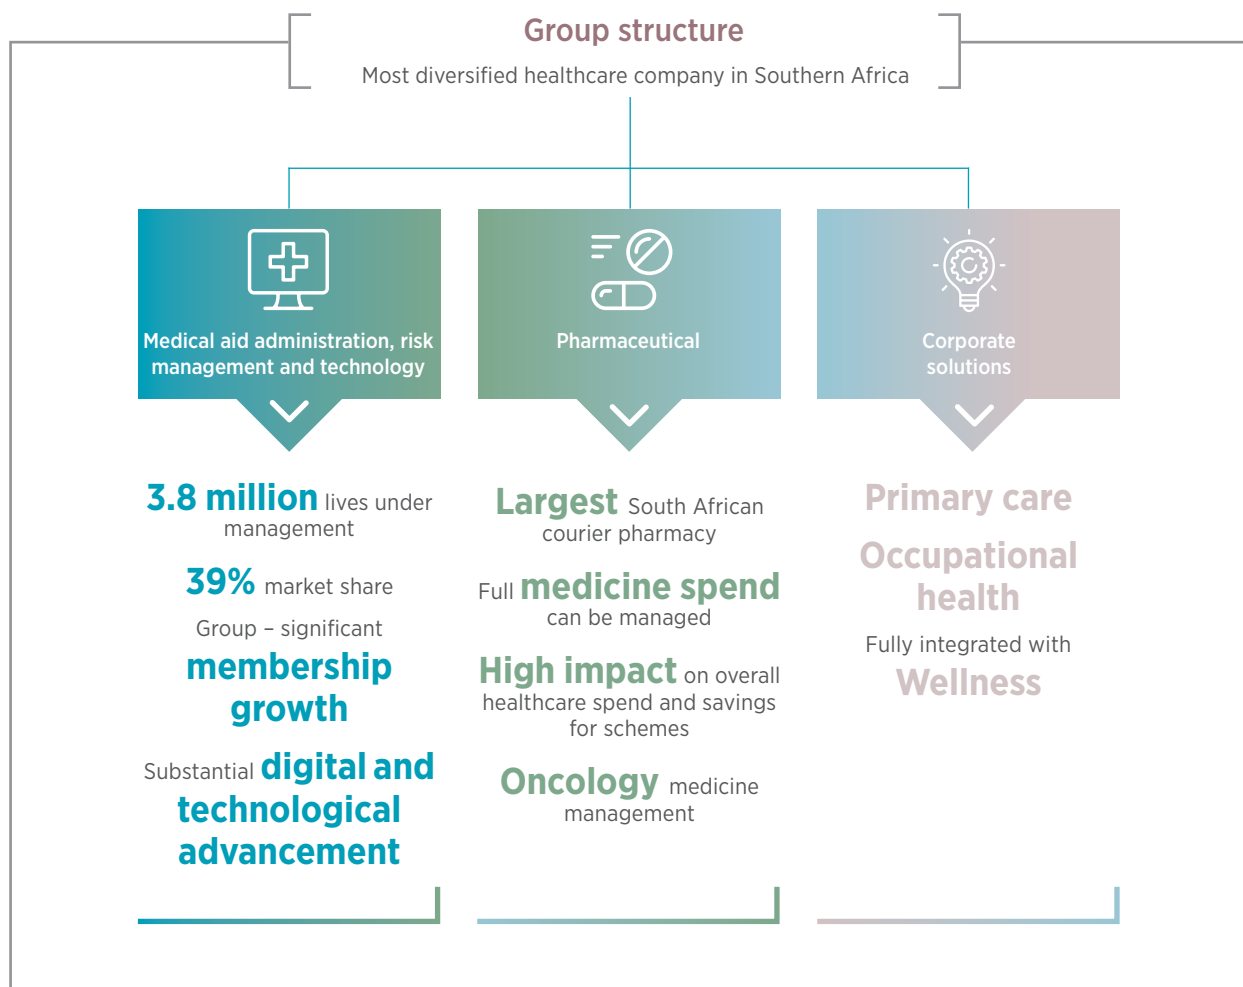 Group structure
Most diversified healthcare company in Southern Africa
Medical aid administration, risk
management and technology
3.8 million lives under
management
39% market share
Group – significant
membership
growth
Substantial digital and
technological
advancement
Pharmaceutical
Largest South African
courier pharmacy
Full medicine spend
can be managed
High impact on overall
healthcare spend and savings
for schemes
Oncology medicine
management
Corporate
solutions
Primary care
Occupational
health
Fully integrated with
Wellness